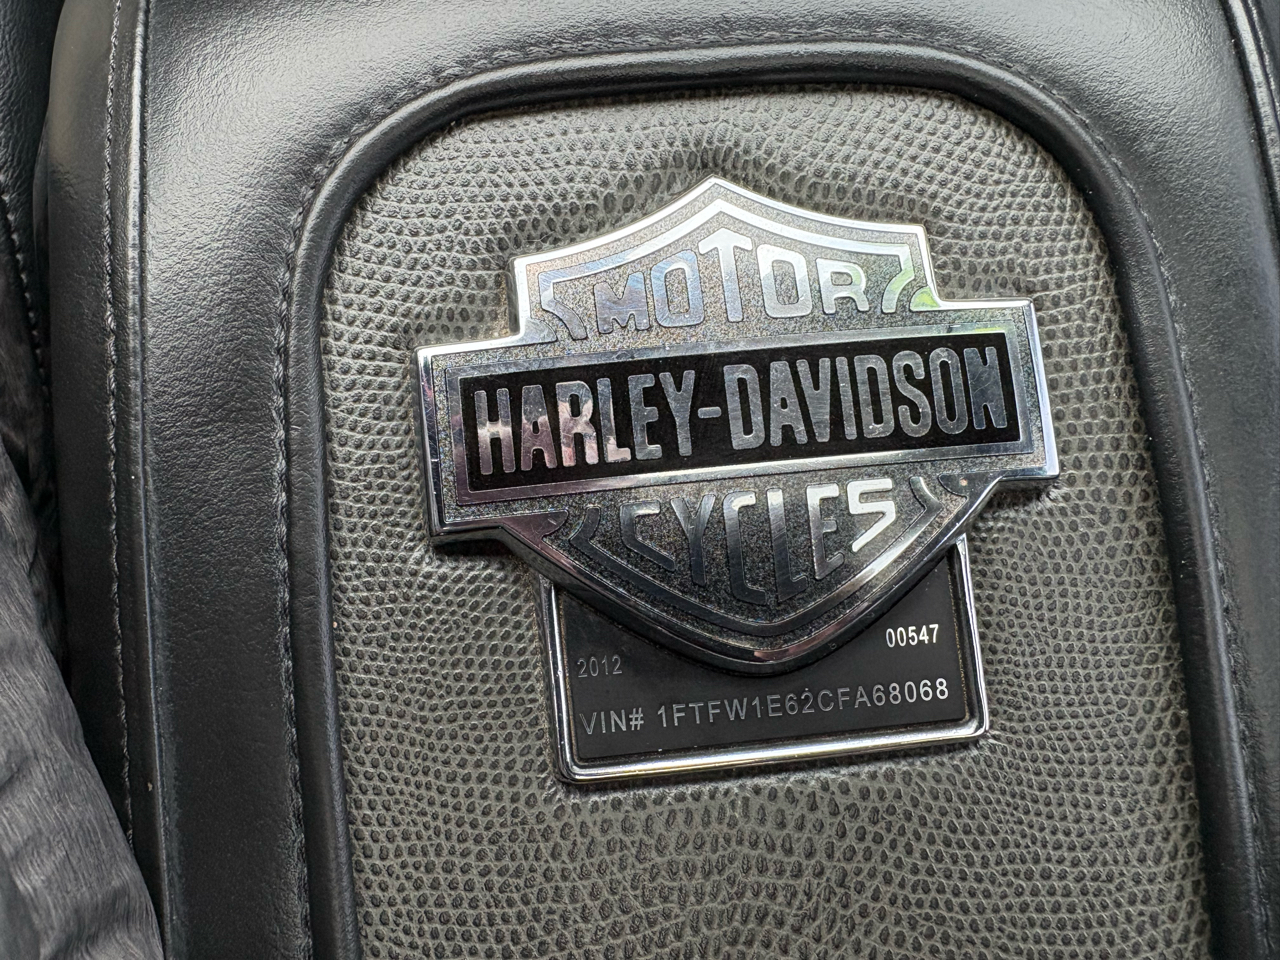 MOTOR
HARLEY-DAVIDSON
CYCLES
00547
2012
VIN# 1FTFW1E62CFA68068